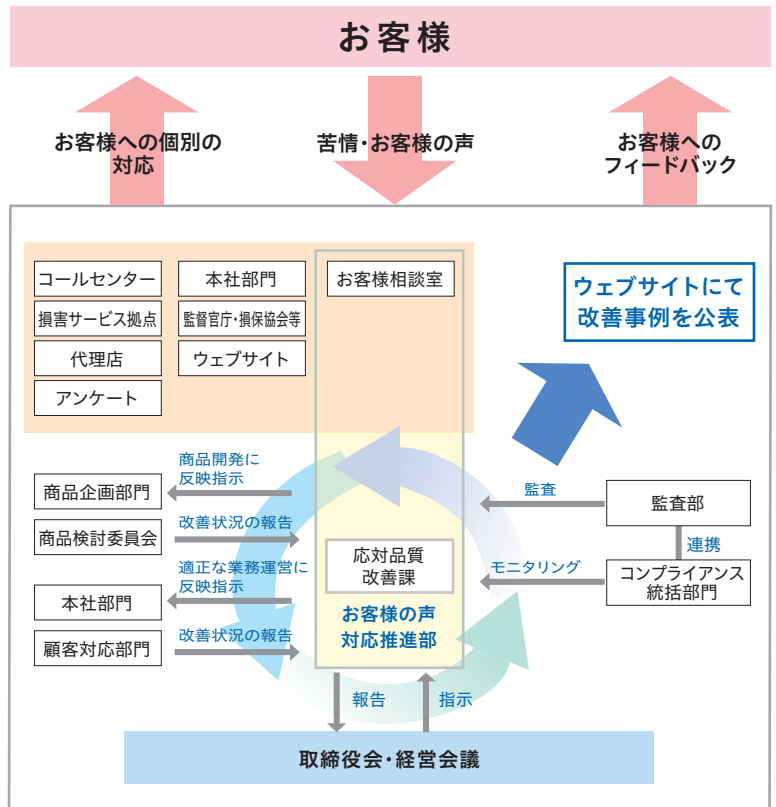 お客様
お客様への個別の
対応
苦情・お客様の声
お客様への
フィードバック
コールセンター
本社部門
お客様相談室
損害サービス拠点
監督官庁・損保協会等
代理店
ウェブサイト
アンケート
ウェブサイトにて
改善事例を公表
商品開発に
反映指示
商品企画部門
改善状況の報告
商品検討委員会
適正な業務運営に
反映指示
本社部門
改善状況の報告
顧客対応部門
応対品質
改善課
お客様の声
対応推進部
監査
監査部
連携
モニタリング
コンプライアンス
統括部門
報告
指示
取締役会・経営会議